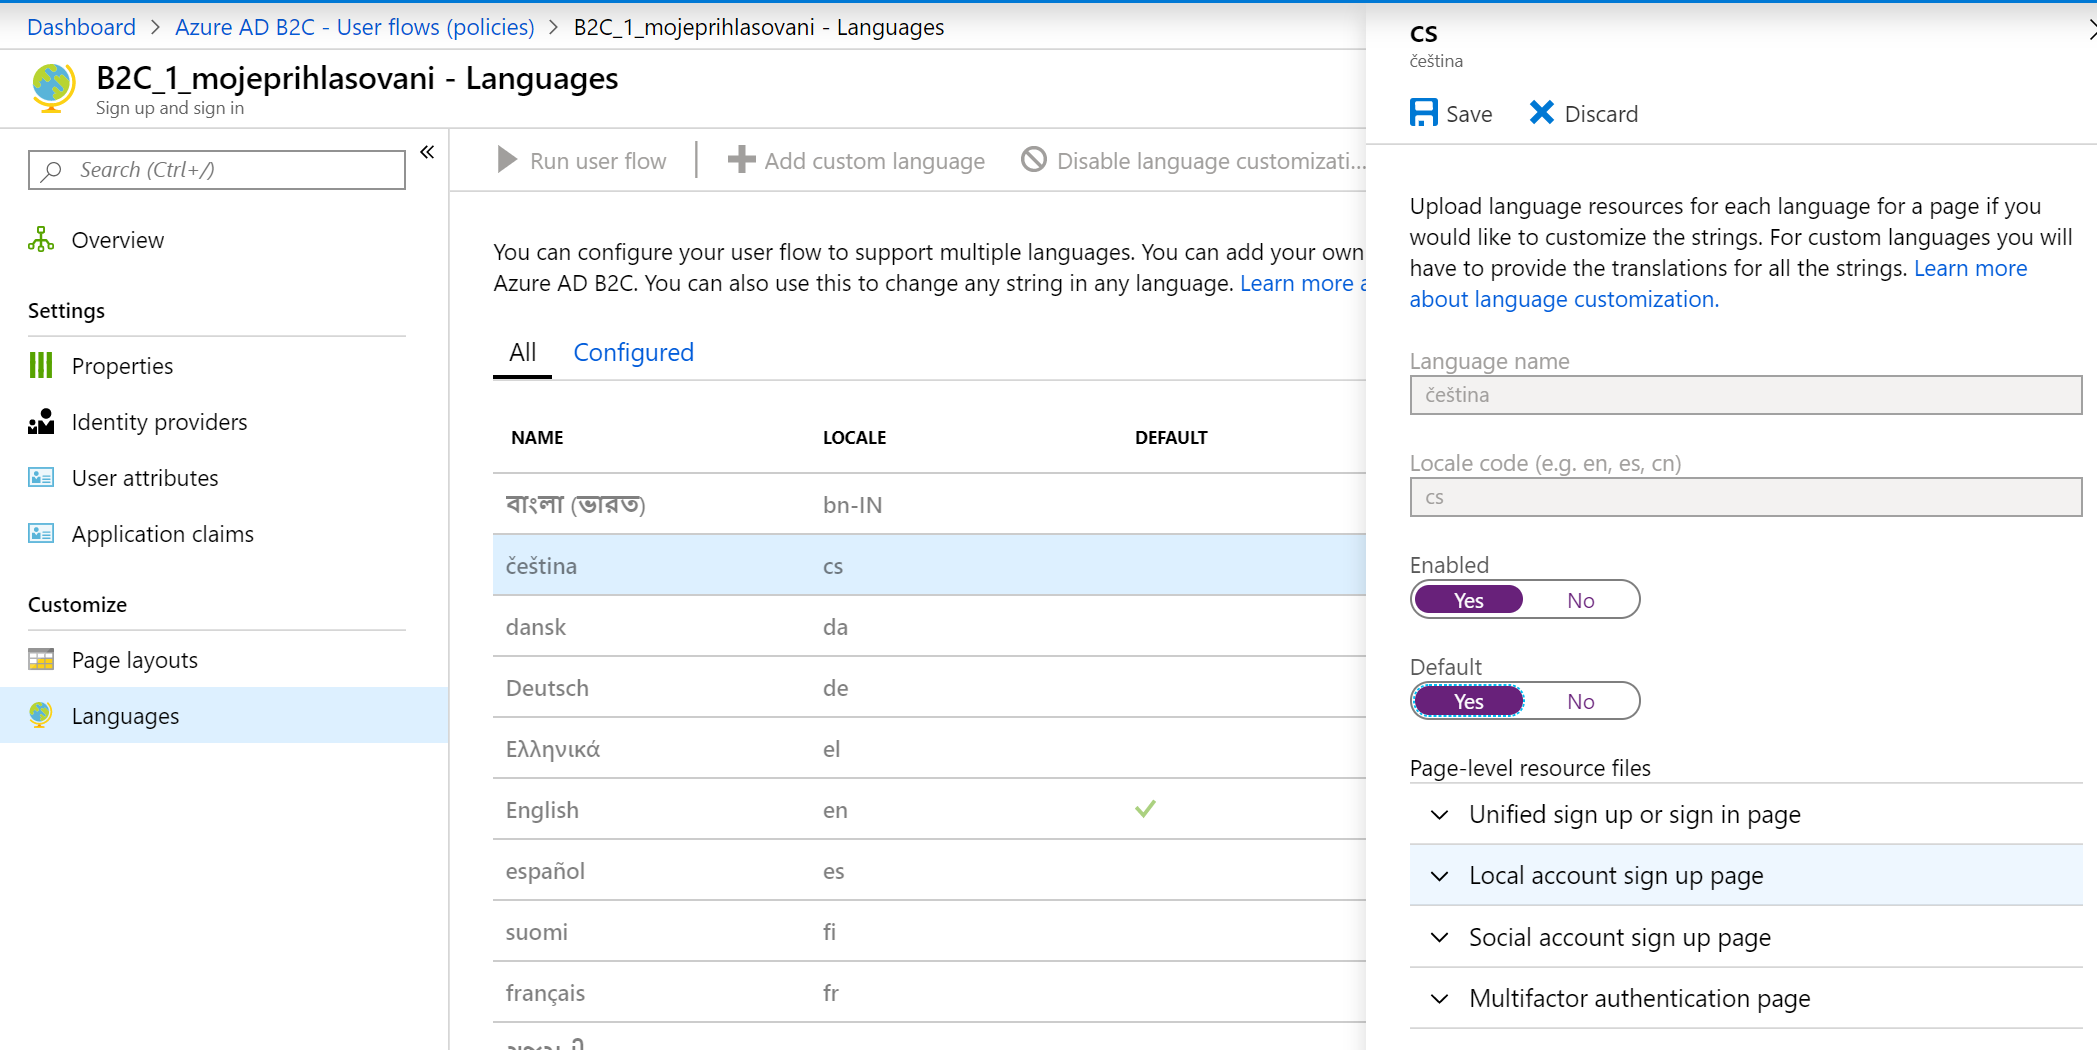 Dashboard > Azure AD B2C - User flows (policies) > B2C_1_mojeprihlasovani - Languages
B2C_1_mojeprihlasovani - Languages
Sign up and sign in
Search (Ctrl+/)
«
Overview
Settings
Properties
Identity providers
User attributes
Application claims
Customize
Page layouts
Languages
Run user flow
Add custom language
Disable language customizati...
You can configure your user flow to support multiple languages. You can add your own
Azure AD B2C. You can also use this to change any string in any language. Learn more a
All Configured
NAME LOCALE DEFAULT
বাংলা (ভারত) bn-IN
čeština cs
dansk da
Deutsch de
Ελληνικά el
English en
español es
suomi fi
français fr
CS
čeština
Save Discard
Upload language resources for each language for a page if you
would like to customize the strings. For custom languages you will
have to provide the translations for all the strings. Learn more
about language customization.
Language name
čeština
Locale code (e.g. en, es, cn)
cs
Enabled
Yes No
Default
Yes No
Page-level resource files
Unified sign up or sign in page
Local account sign up page
Social account sign up page
Multifactor authentication page